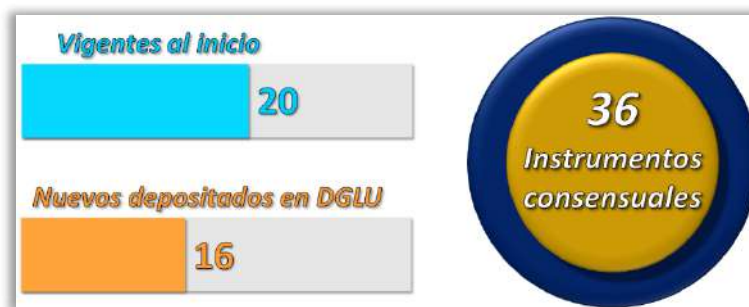 Vigentes al inicio
20
Nuevos depositados en DGLU
16
36
Instrumentos
consensuales